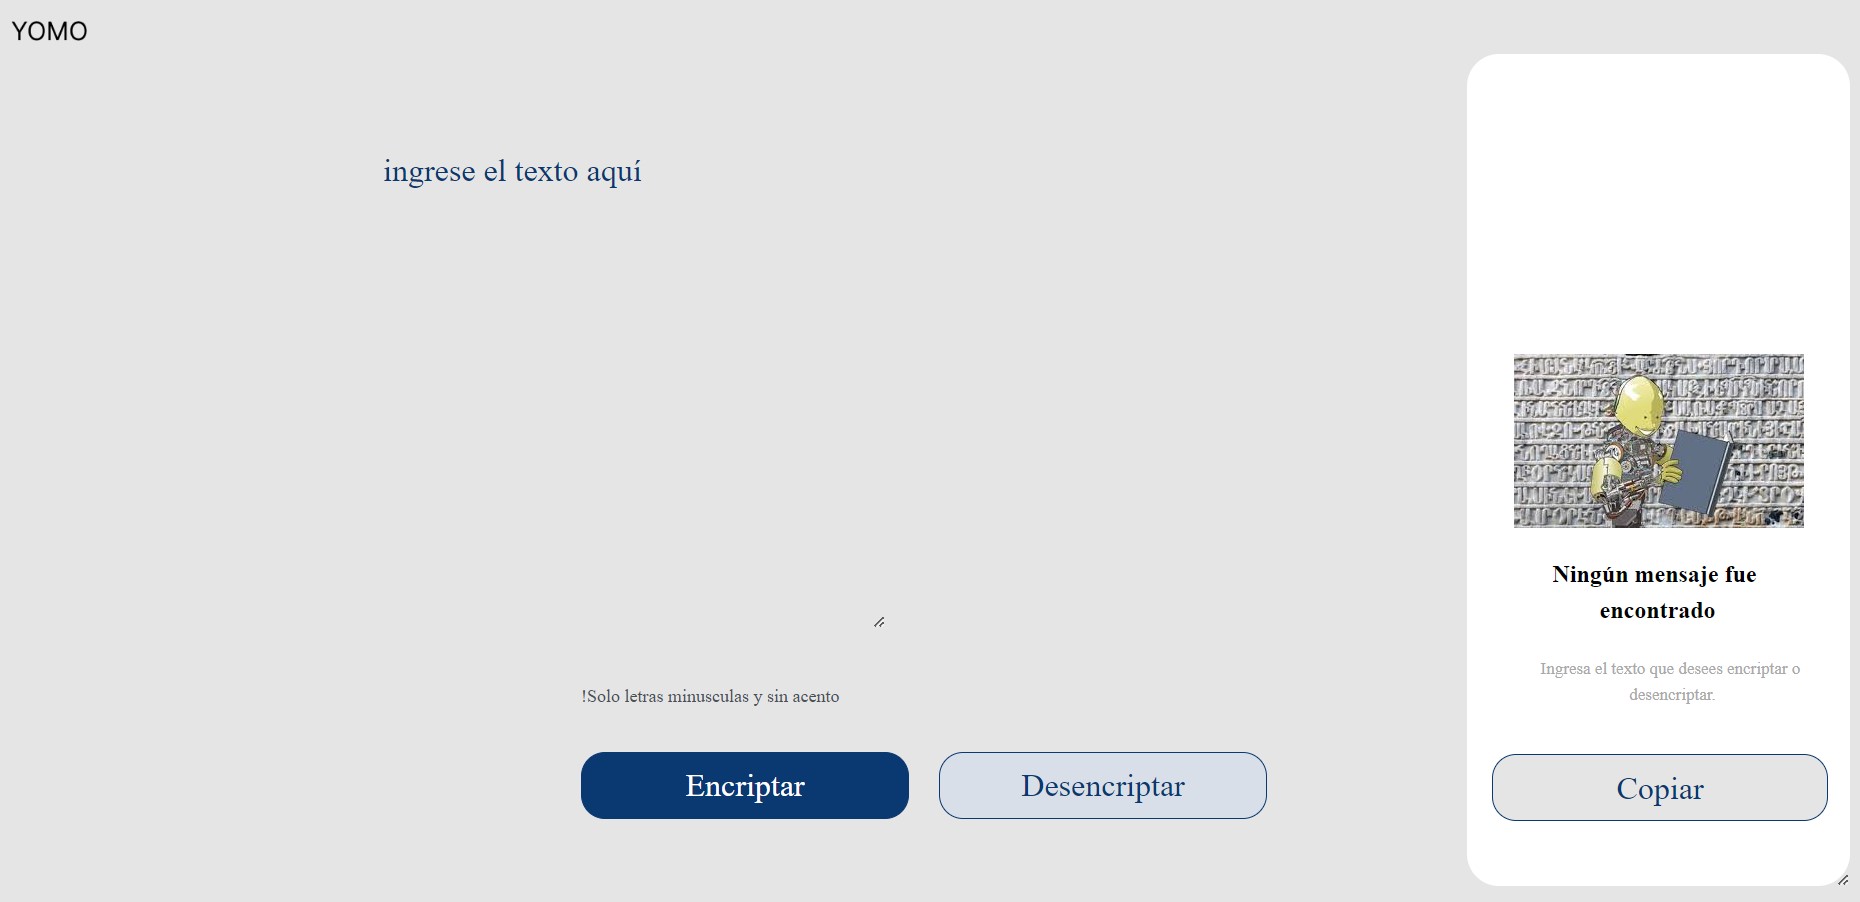 YOMO
ingrese el texto aquí
!Solo letras minusculas y sin acento
Encriptar
Desencriptar
Ningún mensaje fue
encontrado
Ingresa el texto que desees encriptar o
desencriptar.
Copiar